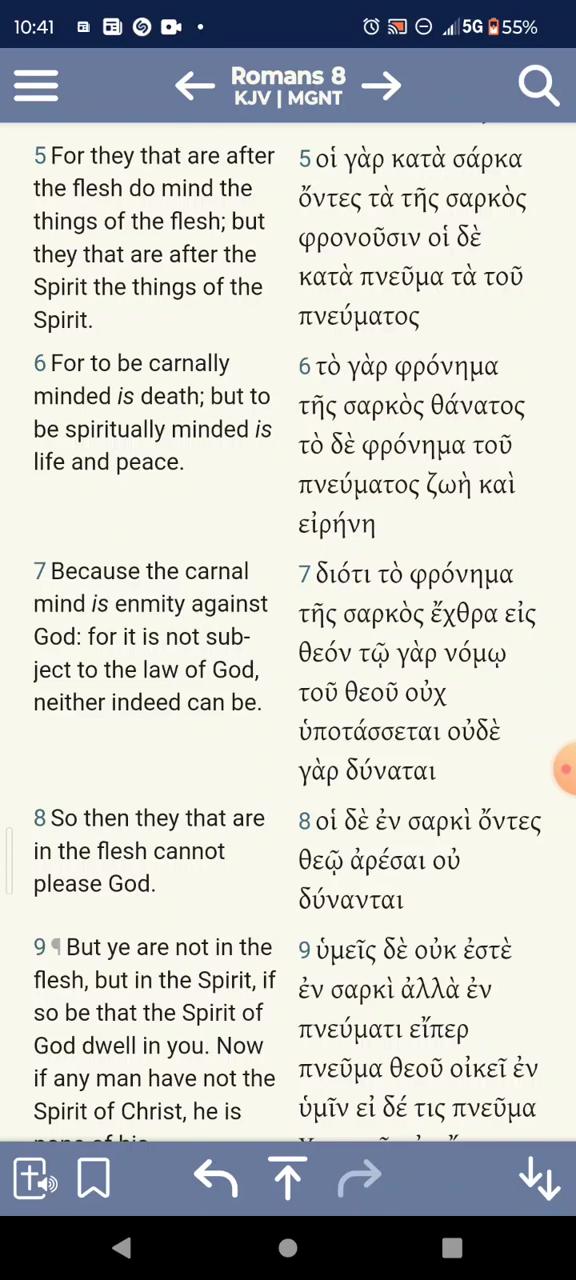 10:41
5G 55%
Romans 8
KJV | MGNT
5 For they that are after
the flesh do mind the
things of the flesh; but
they that are after the
Spirit the things of the
Spirit.
5 οἱ γὰρ κατὰ σάρκα
ὄντες τὰ τῆς σαρκὸς
φρονοῦσιν οἱ δὲ
κατὰ πνεῦμα τὰ τοῦ
πνεύματος
6 For to be carnally
minded is death; but to
be spiritually minded is
life and peace.
6 τὸ γὰρ φρόνημα
τῆς σαρκὸς θάνατος
τὸ δὲ φρόνημα τοῦ
πνεύματος ζωὴ καὶ
εἰρήνη
7 Because the carnal
mind is enmity against
God: for it is not sub-
ject to the law of God,
neither indeed can be.
7 διότι τὸ φρόνημα
τῆς σαρκὸς ἔχθρα εἰς
θεόν τῷ γὰρ νόμῳ
τοῦ θεοῦ οὐχ
ὑποτάσσεται οὐδὲ
γὰρ δύναται
8 So then they that are
in the flesh cannot
please God.
8 οἱ δὲ ἐν σαρκὶ ὄντες
θεῷ ἀρέσαι οὐ
δύνανται
9 ¶ But ye are not in the
flesh, but in the Spirit, if
so be that the Spirit of
God dwell in you. Now
if any man have not the
Spirit of Christ, he is
9 ὑμεῖς δὲ οὐκ ἐστὲ
ἐν σαρκὶ ἀλλὰ ἐν
πνεύματι εἴπερ
πνεῦμα θεοῦ οἰκεῖ ἐν
ὑμῖν εἰ δέ τις πνεῦμα